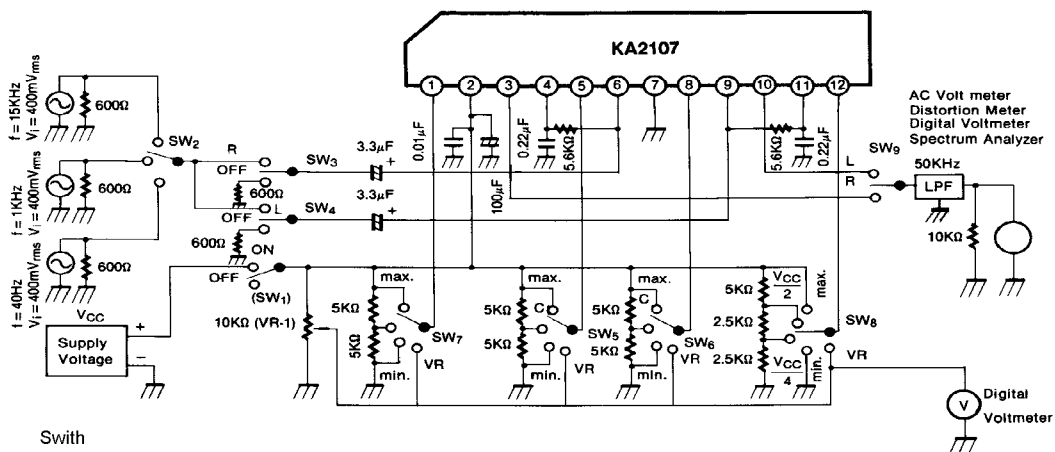 KA2107
1 2 3 4 5 6 7 8 9 10 11 12
AC Volt meter
Distortion Meter
Digital Voltmeter
Spectrum Analyzer
f = 15KHz
Vi = 400mVrms
600Ω
SW2
f = 1KHz
Vi = 400mVrms
600Ω
f = 40Hz
Vi = 400mVrms
600Ω
R
OFF
SW3
600Ω
L
OFF
SW4
600Ω
ON
OFF
(SW1)
3.3μF
+
3.3μF
+
0.01μF
100μF
0.22μF
5.6KΩ
5.6KΩ
0.22μF
SW9
L
R
50KHz
LPF
10KΩ
VCC
Supply
Voltage
+
−
10KΩ (VR-1)
max.
5KΩ
5KΩ
SW7
min.
VR
max.
5KΩ
C
5KΩ
SW5
min.
VR
max.
5KΩ
C
5KΩ
SW6
min.
VR
5KΩ
VCC
2
max.
2.5KΩ
SW8
2.5KΩ
VCC
4
min.
VR
V
Digital
Voltmeter
Swith